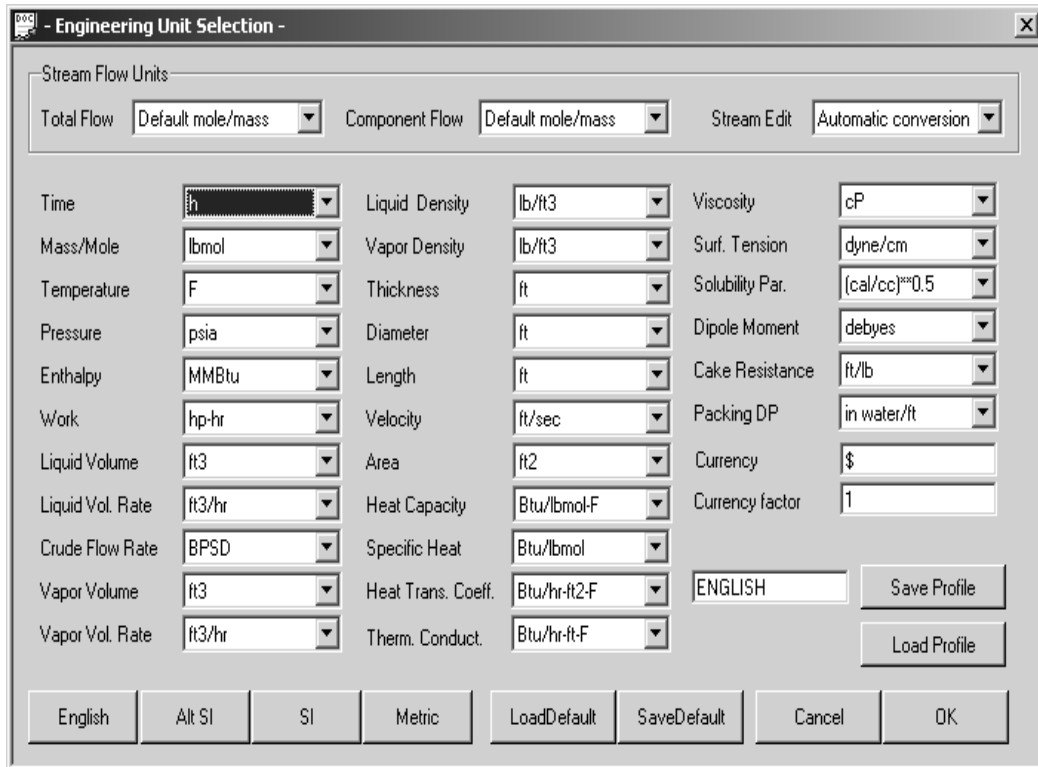 DOC - Engineering Unit Selection -
Stream Flow Units
Total Flow Default mole/mass Component Flow Default mole/mass Stream Edit Automatic conversion
Time h Liquid Density lb/ft3 Viscosity cP
Mass/Mole lbmol Vapor Density lb/ft3 Surf. Tension dyne/cm
Temperature F Thickness ft Solubility Par. (cal/cc)**0.5
Pressure psia Diameter ft Dipole Moment debyes
Enthalpy MMBtu Length ft Cake Resistance ft/lb
Work hp-hr Velocity ft/sec Packing DP in water/ft
Liquid Volume ft3 Area ft2 Currency $
Liquid Vol. Rate ft3/hr Heat Capacity Btu/lbmol-F Currency factor 1
Crude Flow Rate BPSD Specific Heat Btu/lbmol
Vapor Volume ft3 Heat Trans. Coeff. Btu/hr-ft2-F ENGLISH Save Profile
Vapor Vol. Rate ft3/hr Therm. Conduct. Btu/hr-ft-F Load Profile
English Alt SI SI Metric LoadDefault SaveDefault Cancel OK